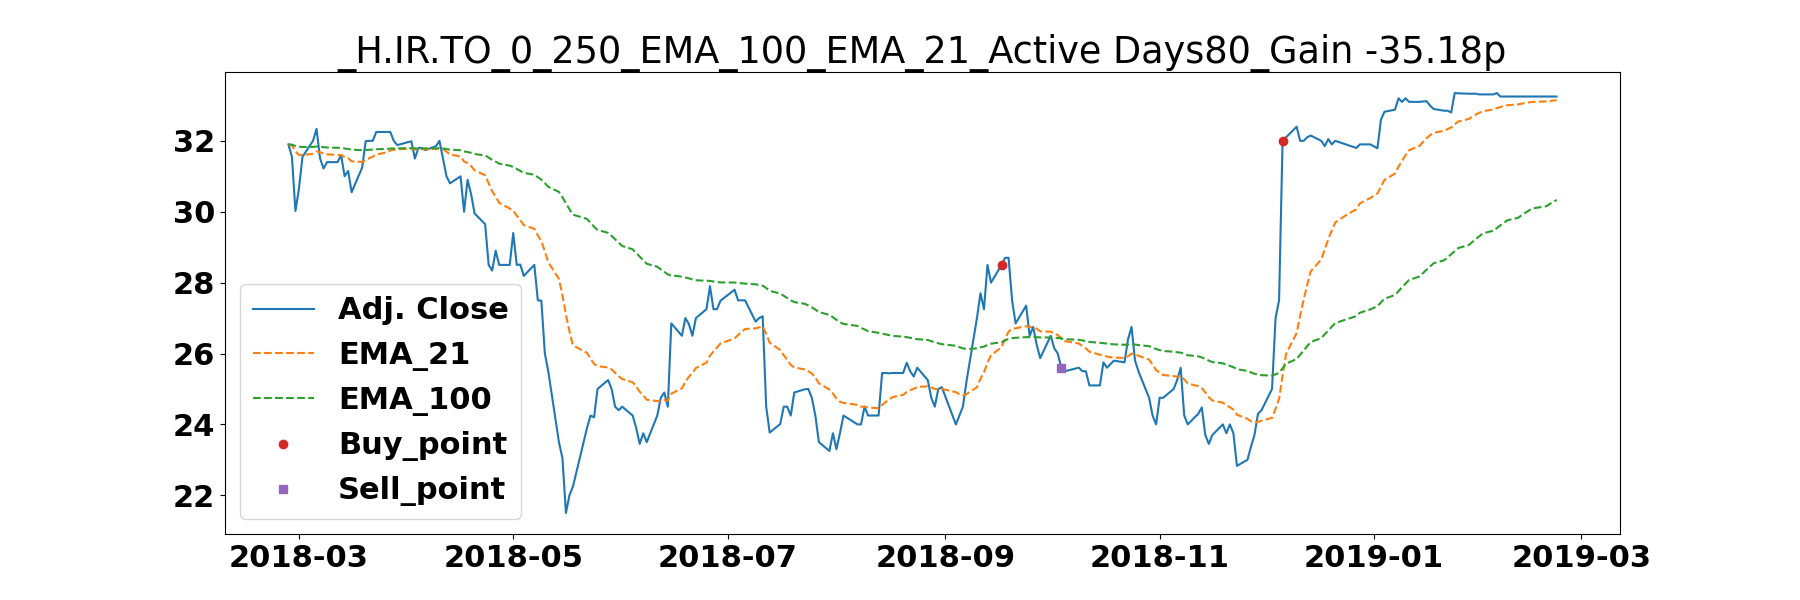 _H.IR.TO_0_250_EMA_100_EMA_21_Active Days80_Gain -35.18p
32
30
28
26
24
22
Adj. Close
EMA_21
EMA_100
Buy_point
Sell_point
2018-03 2018-05 2018-07 2018-09 2018-11 2019-01 2019-03